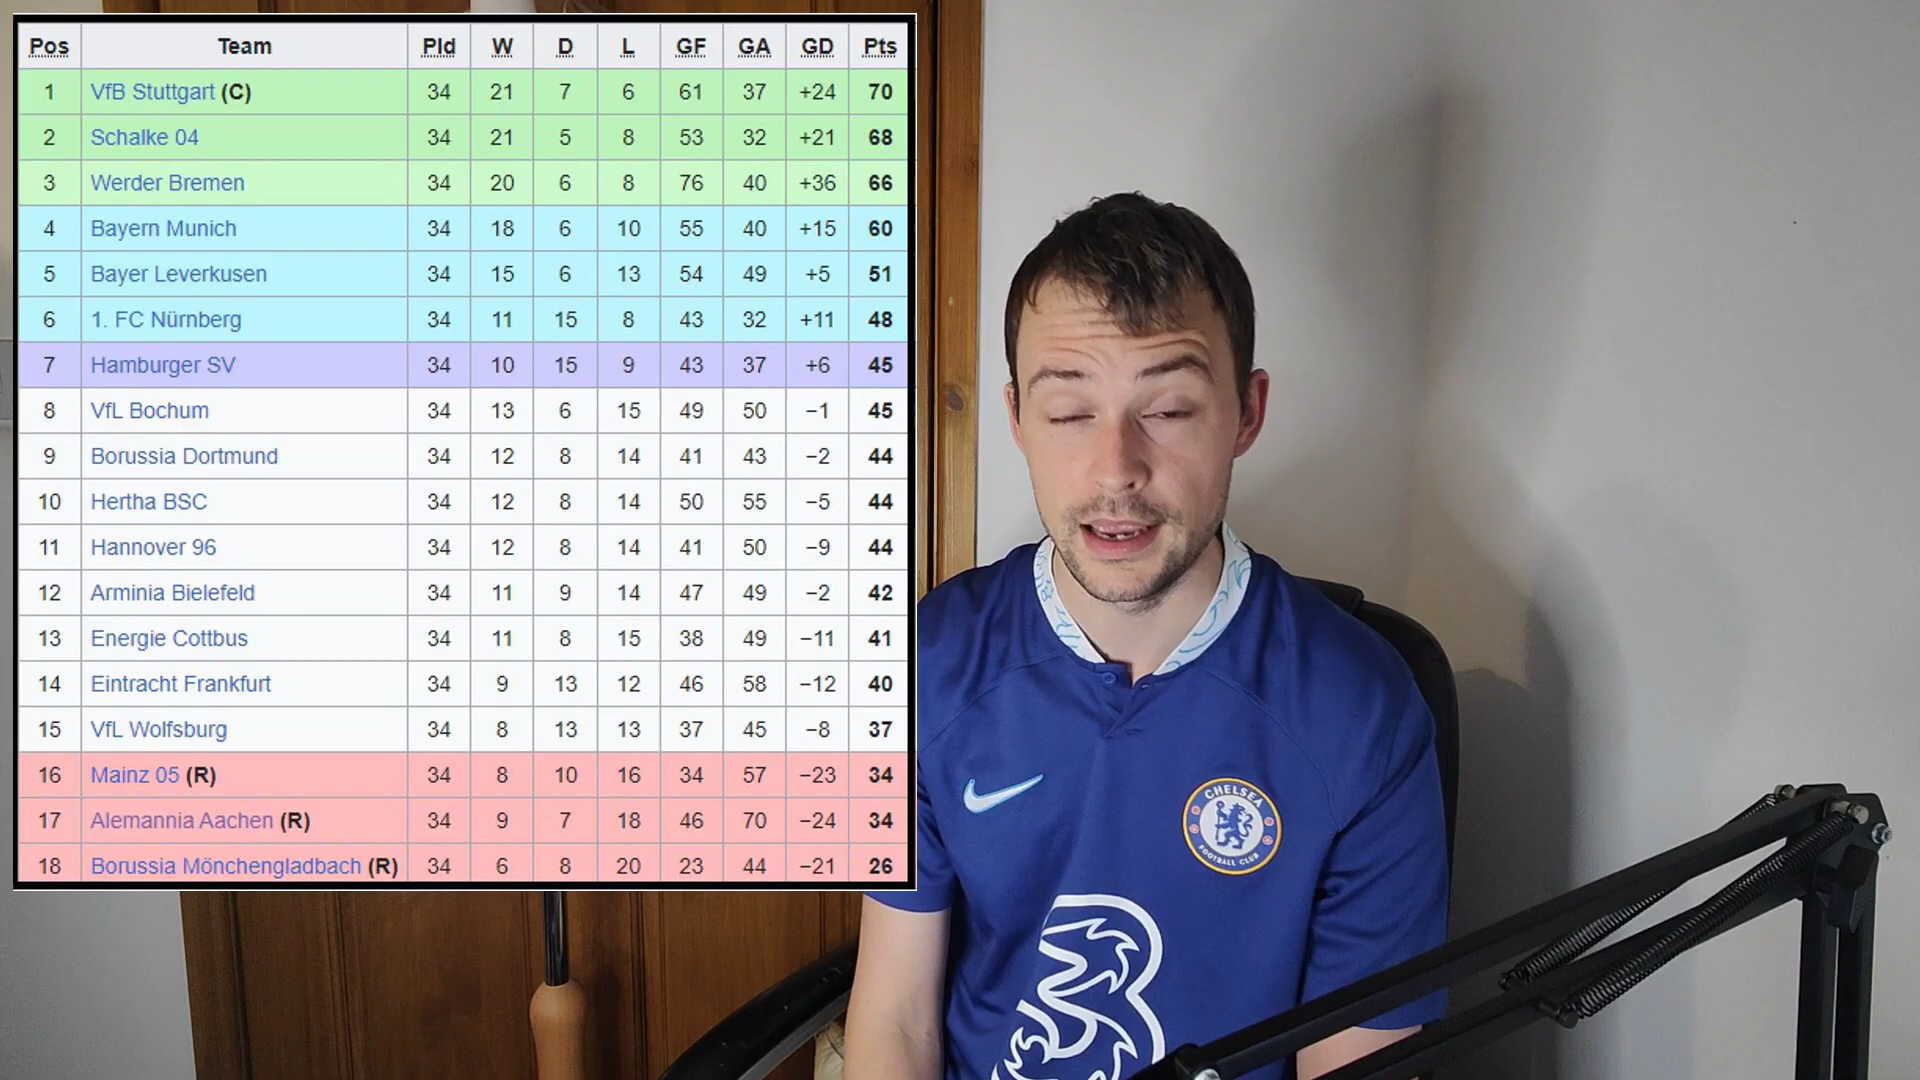 Pos Team Pld W D L GF GA GD Pts
1 VfB Stuttgart (C) 34 21 7 6 61 37 +24 70
2 Schalke 04 34 21 5 8 53 32 +21 68
3 Werder Bremen 34 20 6 8 76 40 +36 66
4 Bayern Munich 34 18 6 10 55 40 +15 60
5 Bayer Leverkusen 34 15 6 13 54 49 +5 51
6 1. FC Nürnberg 34 11 15 8 43 32 +11 48
7 Hamburger SV 34 10 15 9 43 37 +6 45
8 VfL Bochum 34 13 6 15 49 50 −1 45
9 Borussia Dortmund 34 12 8 14 41 43 −2 44
10 Hertha BSC 34 12 8 14 50 55 −5 44
11 Hannover 96 34 12 8 14 41 50 −9 44
12 Arminia Bielefeld 34 11 9 14 47 49 −2 42
13 Energie Cottbus 34 11 8 15 38 49 −11 41
14 Eintracht Frankfurt 34 9 13 12 46 58 −12 40
15 VfL Wolfsburg 34 8 13 13 37 45 −8 37
16 Mainz 05 (R) 34 8 10 16 34 57 −23 34
17 Alemannia Aachen (R) 34 9 7 18 46 70 −24 34
18 Borussia Mönchengladbach (R) 34 6 8 20 23 44 −21 26
CHELSEA
FOOTBALL CLUB
3